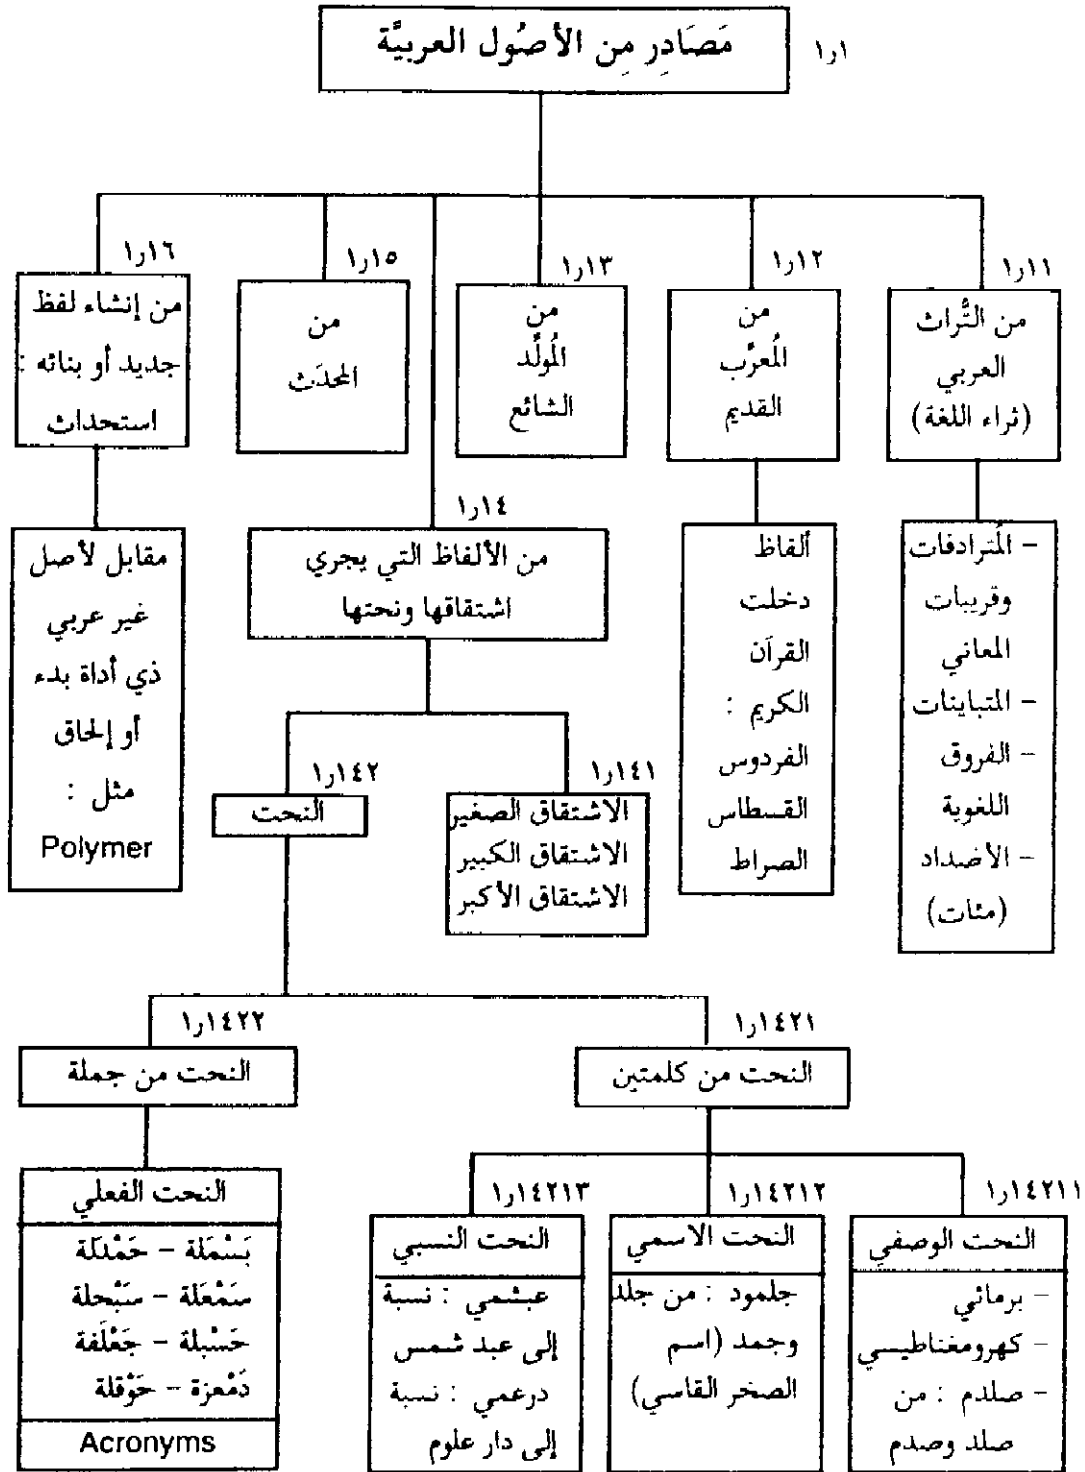 مَصَادِر مِن الأصُول العربيَّة
١ر١
١ر١١
من التُّراث
العربي
(ثراء اللغة)
– المُترادفات
وقريبات
المعاني
– المتباينات
– الفروق
اللغوية
– الأضداد
(مئات)
١ر١٢
من
المُعرَّب
القديم
ألفاظ
دخلت
القرآن
الكريم :
الفردوس
القسطاس
الصراط
١ر١٣
من
المُولَّد
الشائع
١ر١٥
من
المحدَث
١ر١٦
من إنشاء لفظ
جديد أو بنائه :
استحداث
مقابل لأصل
غير عربي
ذي أداة بدء
أو إلحاق
مثل :
Polymer
١ر١٤
من الألفاظ التي يجري
اشتقاقها ونحتها
١ر١٤١
الاشتقاق الصغير
الاشتقاق الكبير
الاشتقاق الأكبر
١ر١٤٢
النحت
١ر١٤٢١
النحت من كلمتين
١ر١٤٢٢
النحت من جملة
١ر١٤٢١١
النحت الوصفي
– برمائي
– كهرومغناطيسي
– صلدم : من
صلد وصدم
١ر١٤٢١٢
النحت الاسمي
جلمود : من جلد
وجمد (اسم
الصخر القاسي)
١ر١٤٢١٣
النحت النسبي
عبشمي : نسبة
إلى عبد شمس
درعمي : نسبة
إلى دار علوم
النحت الفعلي
بَسْمَلة – حَمْدَلَة
سَمْعَلة – سَبْحلة
حَسْبلة – جَعْلَفة
دَمْعزة – حَوْقلة
Acronyms